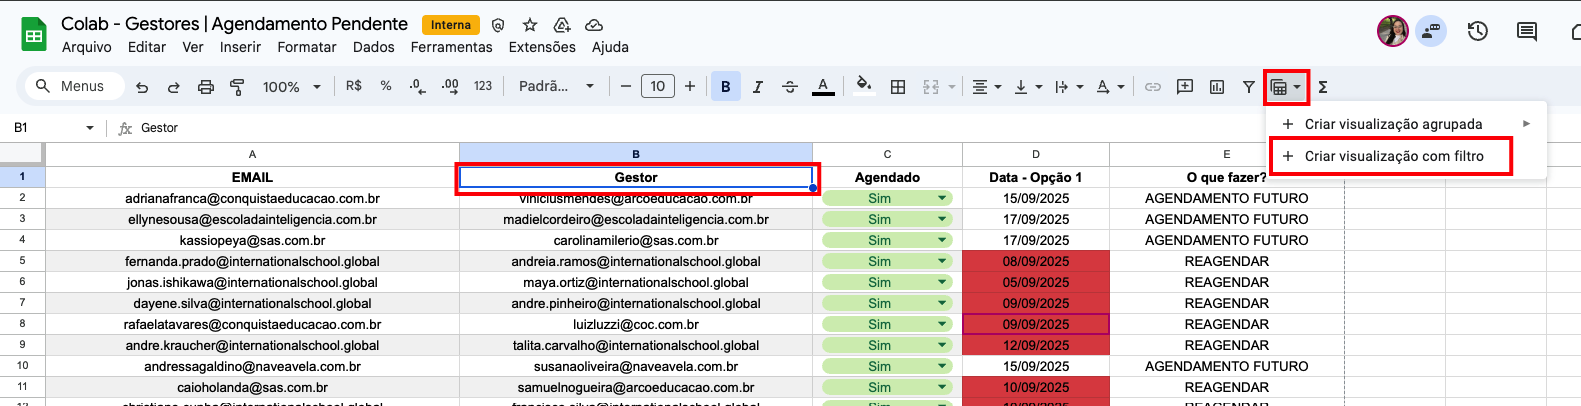 Colab - Gestores | Agendamento Pendente Interna
Arquivo Editar Ver Inserir Formatar Dados Ferramentas Extensões Ajuda
Menus 100% R$ % .0 .00 123 Padrã... − 10 + B I S A Σ
+ Criar visualização agrupada
+ Criar visualização com filtro
B1 fx Gestor
A B C D E
1 EMAIL Gestor Agendado Data - Opção 1 O que fazer?
2 adrianafranca@conquistaeducacao.com.br viniciusmendes@arcoeducacao.com.br Sim 15/09/2025 AGENDAMENTO FUTURO
3 ellynesousa@escoladainteligencia.com.br madielcordeiro@escoladainteligencia.com.br Sim 17/09/2025 AGENDAMENTO FUTURO
4 kassiopeya@sas.com.br carolinamilerio@sas.com.br Sim 17/09/2025 AGENDAMENTO FUTURO
5 fernanda.prado@internationalschool.global andreia.ramos@internationalschool.global Sim 08/09/2025 REAGENDAR
6 jonas.ishikawa@internationalschool.global maya.ortiz@internationalschool.global Sim 05/09/2025 REAGENDAR
7 dayene.silva@internationalschool.global andre.pinheiro@internationalschool.global Sim 09/09/2025 REAGENDAR
8 rafaelatavares@conquistaeducacao.com.br luizluzzi@coc.com.br Sim 09/09/2025 REAGENDAR
9 andre.kraucher@internationalschool.global talita.carvalho@internationalschool.global Sim 12/09/2025 REAGENDAR
10 andressagaldino@naveavela.com.br susanaoliveira@naveavela.com.br Sim 15/09/2025 AGENDAMENTO FUTURO
11 caioholanda@sas.com.br samuelnogueira@arcoeducacao.com.br Sim 10/09/2025 REAGENDAR